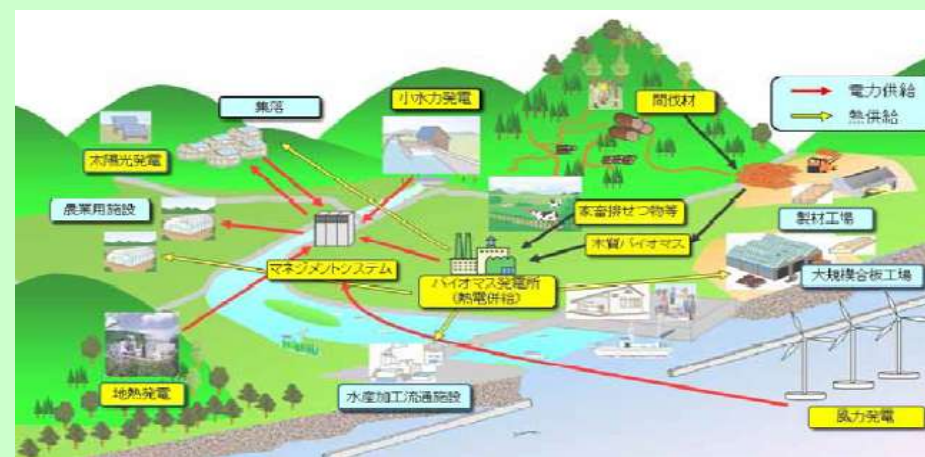 小水力発電
集落
間伐材
電力供給
熱供給
太陽光発電
農業用施設
家畜排せつ物等
製材工場
木質バイオマス
マネジメントシステム
バイオマス発電所
(熱電併給)
大規模合板工場
地熱発電
水産加工流通施設
風力発電